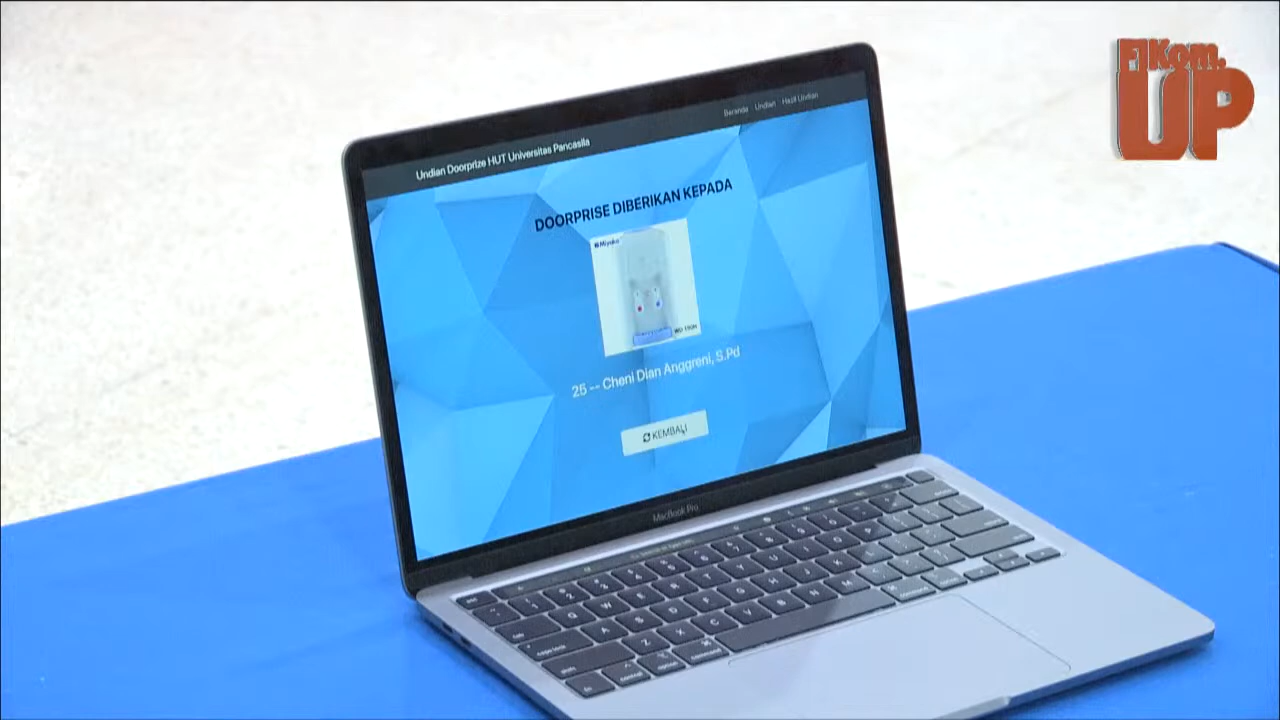 FIKom.
UP
Beranda Undian Hasil Undian
Undian Doorprize HUT Universitas Pancasila
DOORPRISE DIBERIKAN KEPADA
Miyako
WD 190H
25 -- Cheni Dian Anggreni, S.Pd
KEMBALI
MacBook Pro